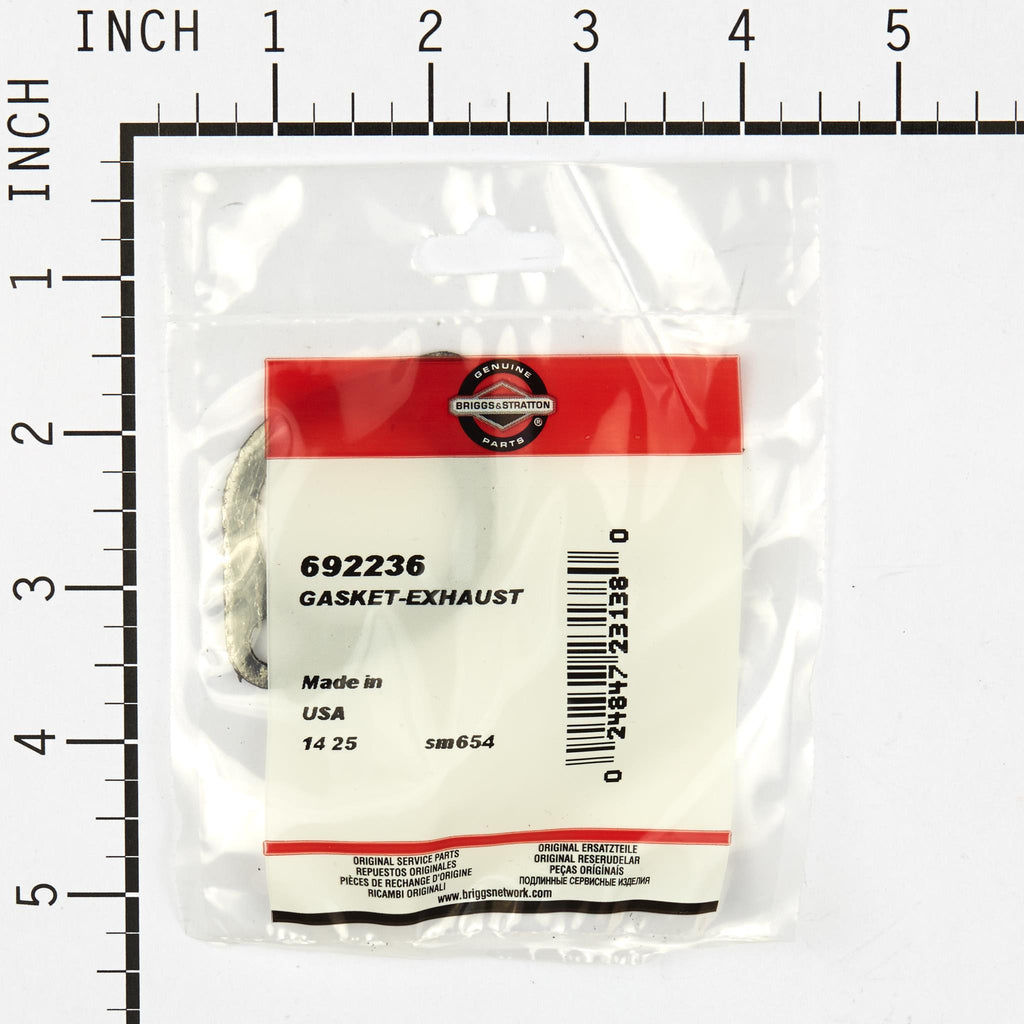 INCH 1 2 3 4 5
INCH 1 2 3 4 5
GENUINE
BRIGGS&STRATTON
®
PARTS
692236
GASKET-EXHAUST
Made in
USA
14 25 sm654
0 24847 23138 0
ORIGINAL SERVICE PARTS
REPUESTOS ORIGINALES
PIÈCES DE RECHANGE D'ORIGINE
RICAMBI ORIGINALI
ORIGINAL ERSATZTEILE
ORIGINAL RESERUDELAR
PEÇAS ORIGÍNAIS
ПОДЛИННЫЕ СЕРВИСНЫЕ ИЗДЕЛИЯ
www.briggsnetwork.com